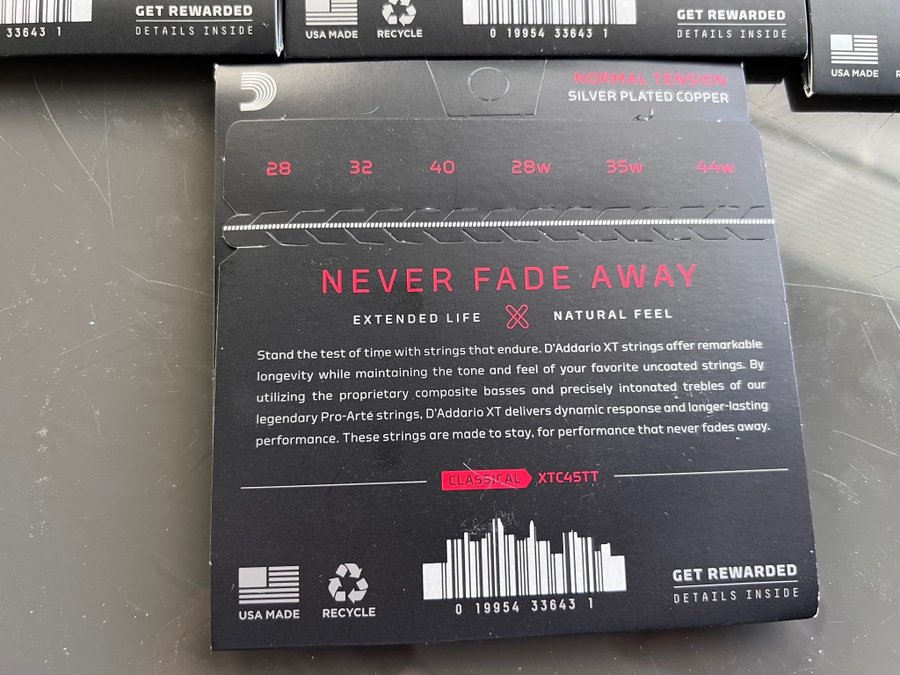 33643 1
GET REWARDED
DETAILS INSIDE
USA MADE
RECYCLE
0 19954 33643 1
GET REWARDED
DETAILS INSIDE
USA MADE
NORMAL TENSION
SILVER PLATED COPPER
28 32 40 28w 35w 44w
NEVER FADE AWAY
EXTENDED LIFE NATURAL FEEL
Stand the test of time with strings that endure. D'Addario XT strings offer remarkable
longevity while maintaining the tone and feel of your favorite uncoated strings. By
utilizing the proprietary composite basses and precisely intonated trebles of our
legendary Pro-Arté strings, D'Addario XT delivers dynamic response and longer-lasting
performance. These strings are made to stay, for performance that never fades away.
CLASSICAL XTC45TT
USA MADE
RECYCLE
0 19954 33643 1
GET REWARDED
DETAILS INSIDE